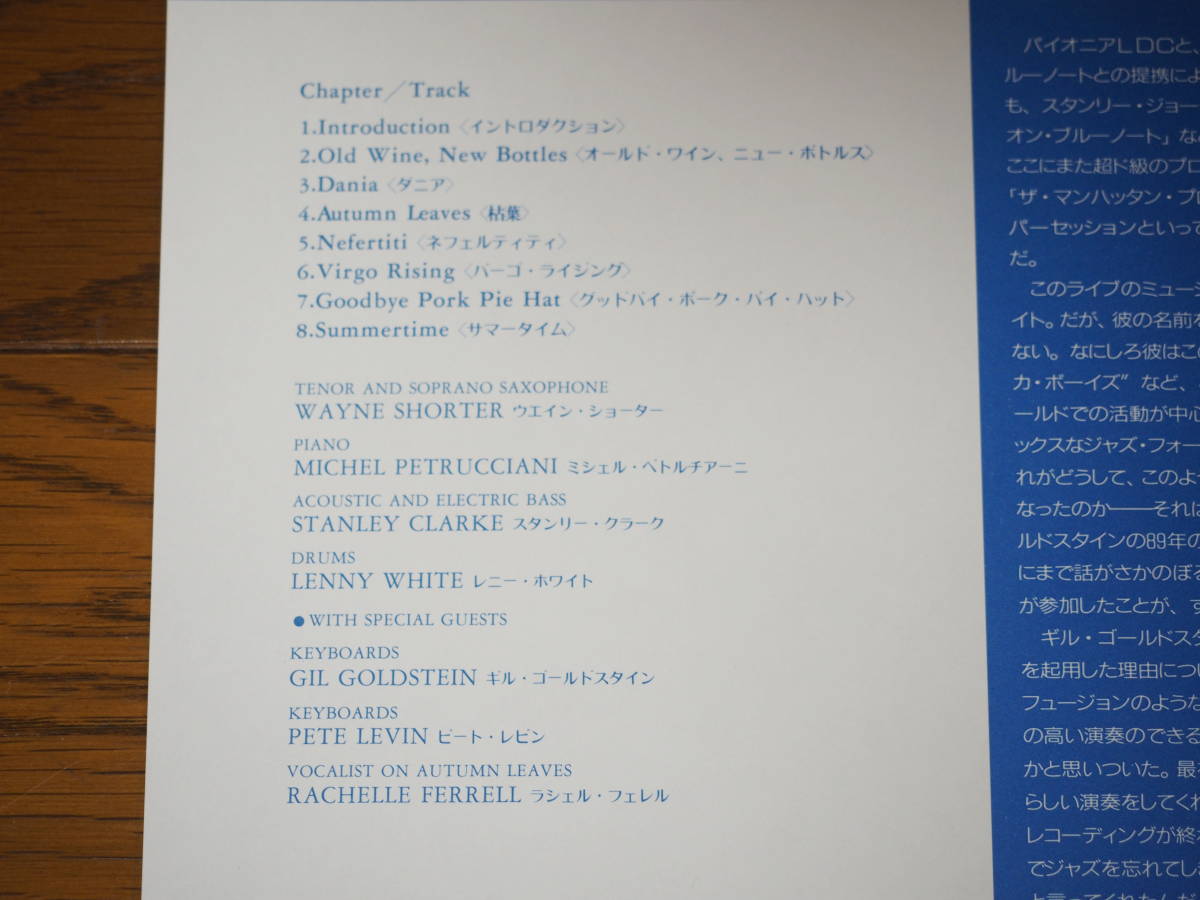 Chapter／Track
1.Introduction〈イントロダクション〉
2.Old Wine, New Bottles〈オールド・ワイン、ニュー・ボトルス〉
3.Dania〈ダニア〉
4.Autumn Leaves〈枯葉〉
5.Nefertiti〈ネフェルティティ〉
6.Virgo Rising〈バーゴ・ライジング〉
7.Goodbye Pork Pie Hat〈グッドバイ・ポーク・パイ・ハット〉
8.Summertime〈サマータイム〉
TENOR AND SOPRANO SAXOPHONE
WAYNE SHORTER ウエイン・ショーター
PIANO
MICHEL PETRUCCIANI ミシェル・ペトルチアーニ
ACOUSTIC AND ELECTRIC BASS
STANLEY CLARKE スタンリー・クラーク
DRUMS
LENNY WHITE レニー・ホワイト
●WITH SPECIAL GUESTS
KEYBOARDS
GIL GOLDSTEIN ギル・ゴールドスタイン
KEYBOARDS
PETE LEVIN ピート・レビン
VOCALIST ON AUTUMN LEAVES
RACHELLE FERRELL ラシェル・フェレル
パイオニアLDCと、
ルーノートとの提携によ
も、スタンリー・ジョー
オン・ブルーノート」な
ここにまた超ド級のプロ
「ザ・マンハッタン・プロ
パーセッションといって
だ。
このライブのミュージ
イト。だが、彼の名前を
ない。なにしろ彼はこの
カ・ボーイズ”など、
ールドでの活動が中心
ックスなジャズ・フォー
れがどうして、このよう
なったのか――それは
ルドスタインの89年の
にまで話がさかのぼる
が参加したことが、す
ギル・ゴールドスタ
を起用した理由につい
フュージョンのような
の高い演奏のできる
かと思いついた。最
らしい演奏をしてくれ
レコーディングが終わ
でジャズを忘れてし
と言ってくれたんだ